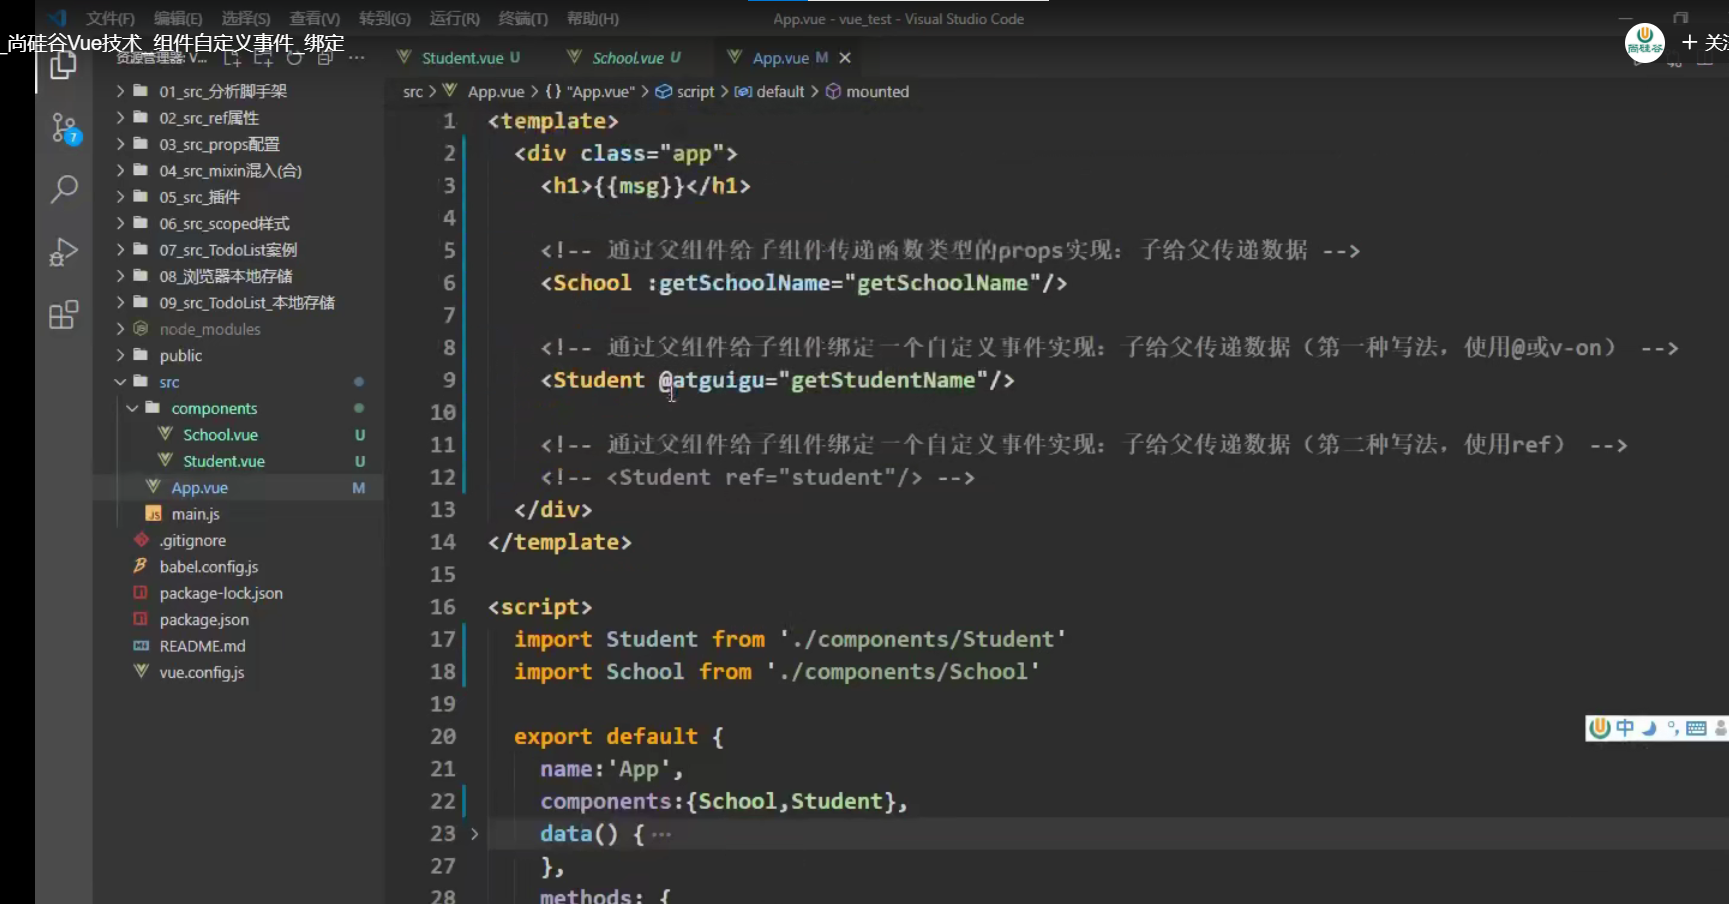 文件(F) 编辑(E) 选择(S) 查看(V) 转到(G) 运行(R) 终端(T) 帮助(H) App.vue - vue_test - Visual Studio Code
_尚硅谷Vue技术_组件自定义事件_绑定
尚硅谷
+ 关注
资源管理器: V...
Student.vue U
School.vue U
App.vue M
src > App.vue > {} "App.vue" > script > default > mounted
7
01_src_分析脚手架
02_src_ref属性
03_src_props配置
04_src_mixin混入(合)
05_src_插件
06_src_scoped样式
07_src_TodoList案例
08_浏览器本地存储
09_src_TodoList_本地存储
node_modules
public
src
components
School.vue U
Student.vue U
App.vue M
main.js
.gitignore
babel.config.js
package-lock.json
package.json
README.md
vue.config.js
1 <template>
2 <div class="app">
3 <h1>{{msg}}</h1>
4
5 <!-- 通过父组件给子组件传递函数类型的props实现：子给父传递数据 -->
6 <School :getSchoolName="getSchoolName"/>
7
8 <!-- 通过父组件给子组件绑定一个自定义事件实现：子给父传递数据（第一种写法，使用@或v-on） -->
9 <Student @atguigu="getStudentName"/>
10
11 <!-- 通过父组件给子组件绑定一个自定义事件实现：子给父传递数据（第二种写法，使用ref） -->
12 <!-- <Student ref="student"/> -->
13 </div>
14 </template>
15
16 <script>
17 import Student from './components/Student'
18 import School from './components/School'
19
20 export default {
21 name:'App',
22 components:{School,Student},
23 data() { ···
27 },
28 methods: {
中